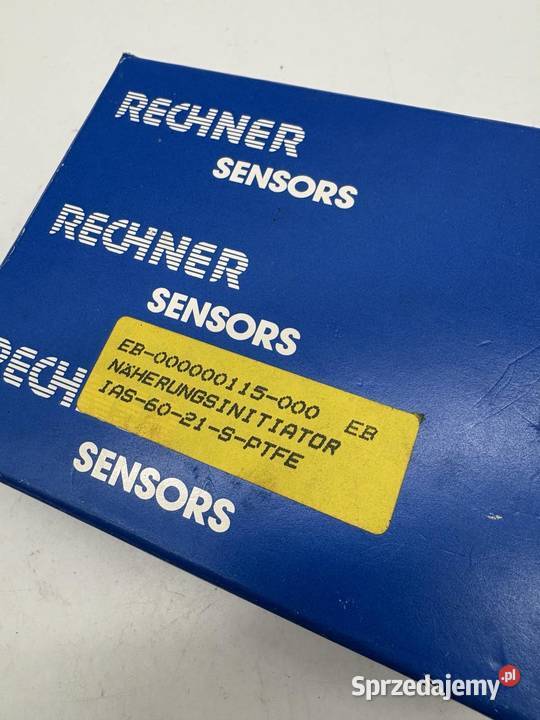 RECHNER
SENSORS
RECHNER
SENSORS
RECH
SENSORS
EB-000000115-000 EB
NÄHERUNGSINITIATOR
IAS-60-21-S-PTFE
Sprzedajemy.pl